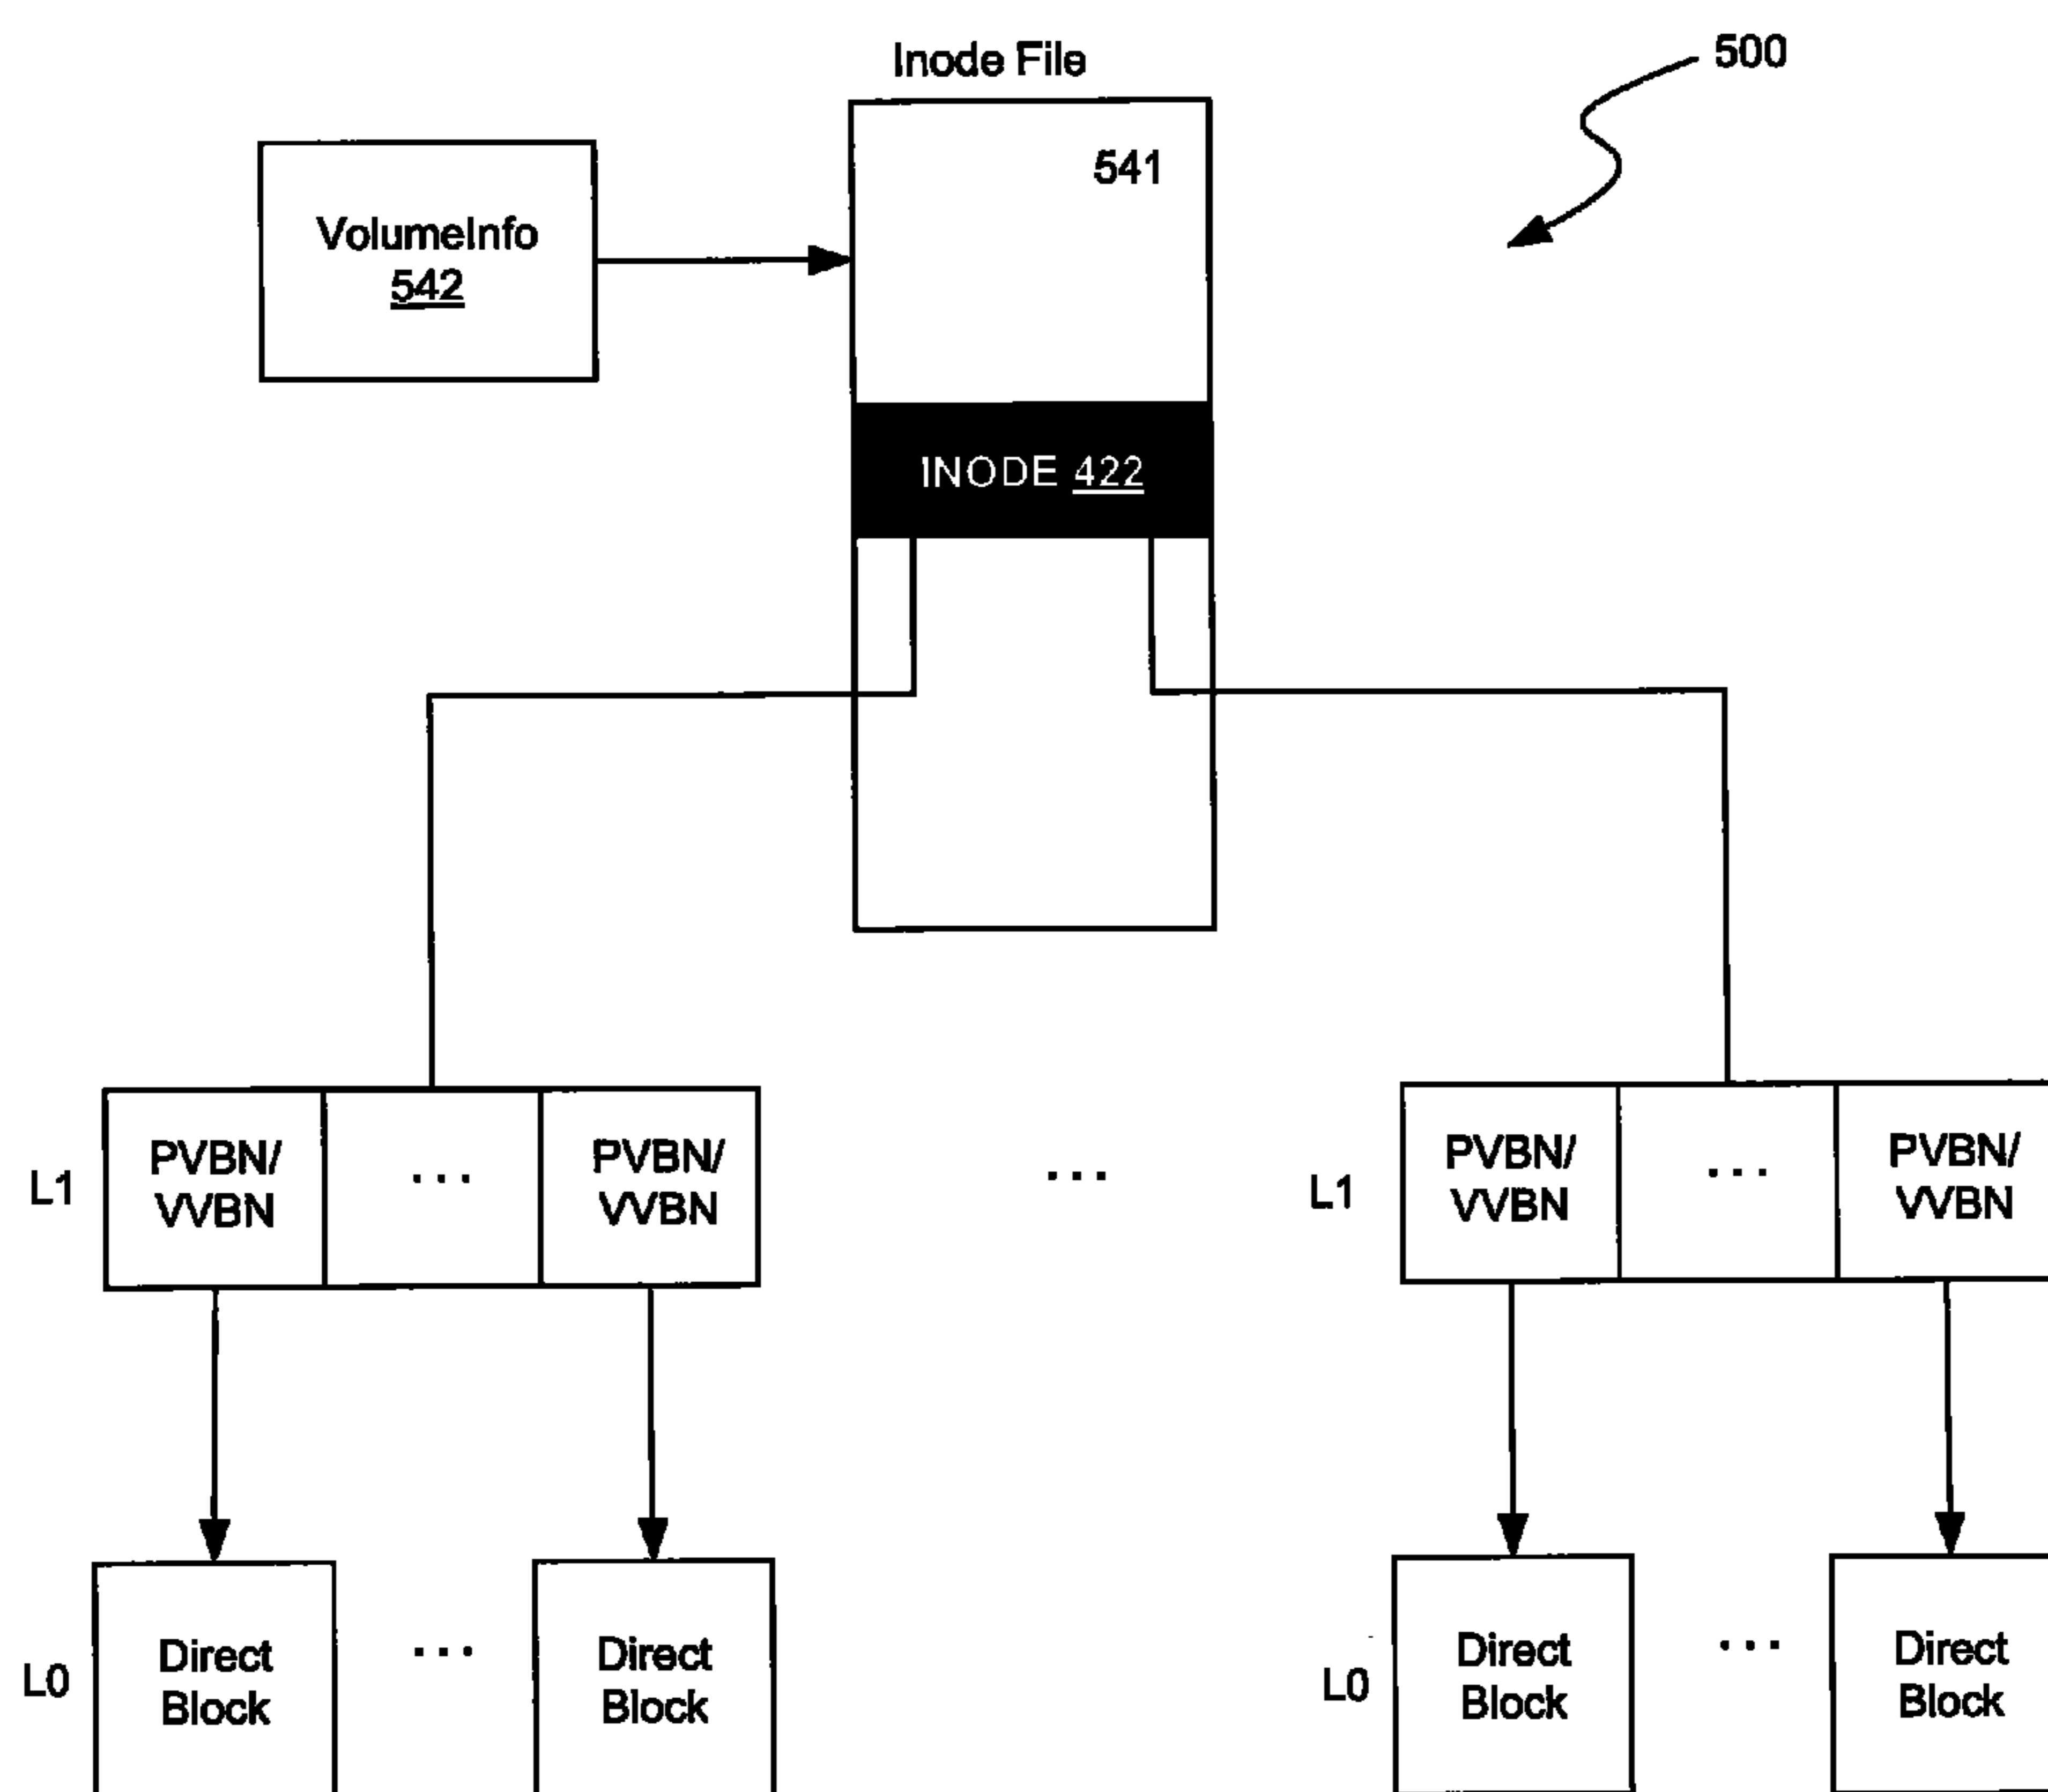 Inode File
500
541
VolumeInfo
542
INODE 422
L1
PVBN/
VVBN
...
PVBN/
VVBN
...
L1
PVBN/
VVBN
...
PVBN/
VVBN
L0
Direct
Block
...
Direct
Block
L0
Direct
Block
...
Direct
Block